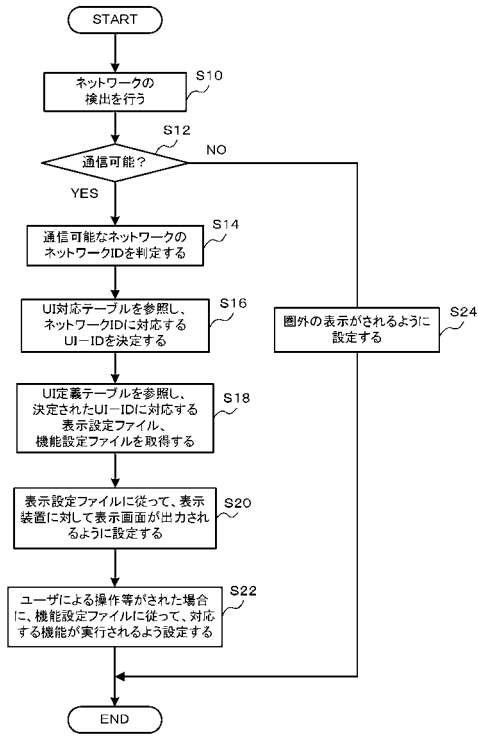 START
S10
ネットワークの
検出を行う
S12
通信可能？
NO
YES
S14
通信可能なネットワークの
ネットワークIDを判定する
S16
UI対応テーブルを参照し、
ネットワークIDに対応する
UI－IDを決定する
S24
圏外の表示がされるように
設定する
S18
UI定義テーブルを参照し、
決定されたUI－IDに対応する
表示設定ファイル、
機能設定ファイルを取得する
S20
表示設定ファイルに従って、表示
装置に対して表示画面が出力され
るように設定する
S22
ユーザによる操作等がされた場合
に、機能設定ファイルに従って、対応
する機能が実行されるよう設定する
END